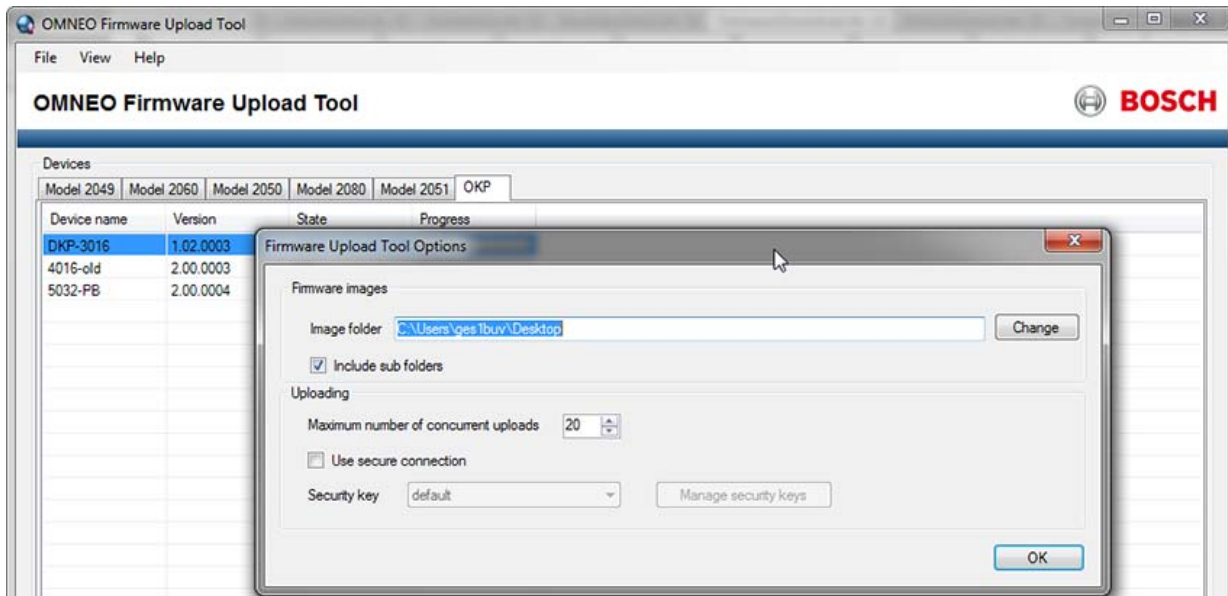 OMNEO Firmware Upload Tool
File View Help
OMNEO Firmware Upload Tool
BOSCH
Devices
Model 2049 Model 2060 Model 2050 Model 2080 Model 2051 OKP
Device name Version State Progress
DKP-3016 1.02.0003
4016-old 2.00.0003
5032-PB 2.00.0004
Firmware Upload Tool Options
Firmware images
Image folder C:\Users\ges1buv\Desktop Change
Include sub folders
Uploading
Maximum number of concurrent uploads 20
Use secure connection
Security key default Manage security keys
OK